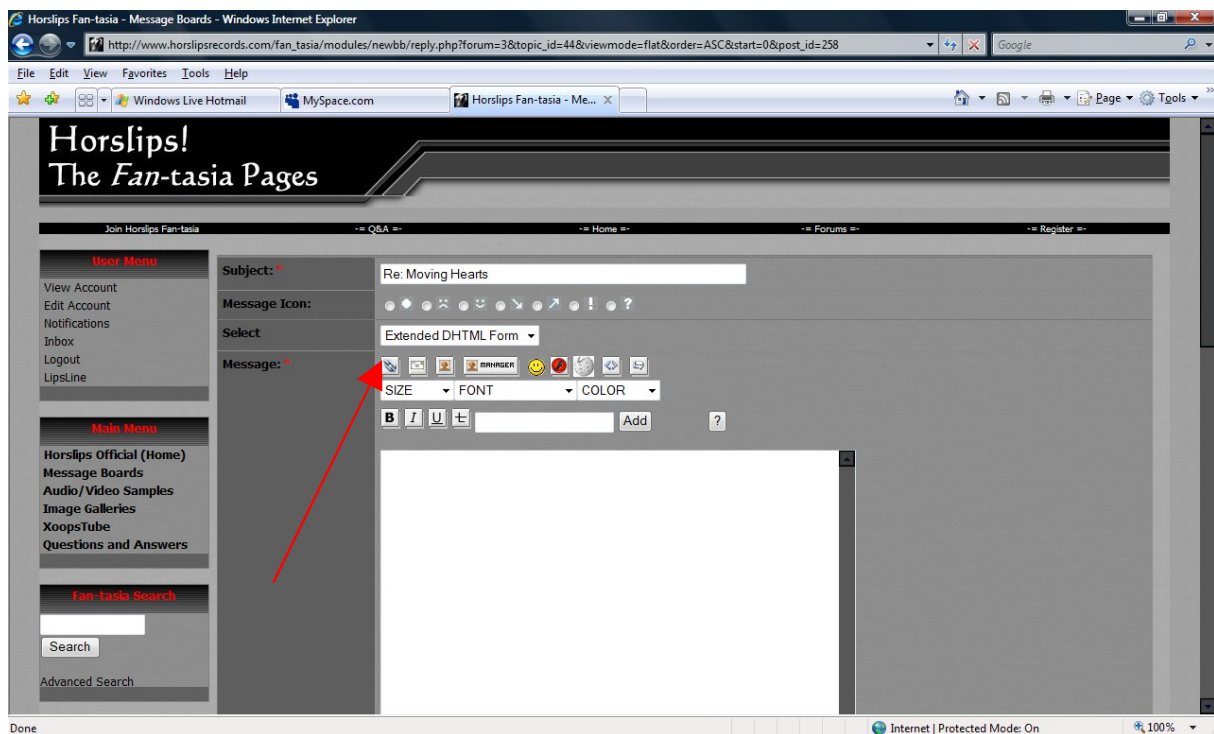 Horslips Fan-tasia - Message Boards - Windows Internet Explorer
http://www.horslipsrecords.com/fan_tasia/modules/newbb/reply.php?forum=3&topic_id=44&viewmode=flat&order=ASC&start=0&post_id=258
Google
File Edit View Favorites Tools Help
Windows Live Hotmail MySpace.com Horslips Fan-tasia - Me... X Page Tools »
Horslips!
The Fan-tasia Pages
Join Horslips Fan-tasia -= Q&A =- -= Home =- -= Forums =- -= Register =-
User Menu
View Account
Edit Account
Notifications
Inbox
Logout
LipsLine
Main Menu
Horslips Official (Home)
Message Boards
Audio/Video Samples
Image Galleries
XoopsTube
Questions and Answers
Fan-tasia Search
Search
Advanced Search
Subject: * Re: Moving Hearts
Message Icon: ! ?
Select Extended DHTML Form
Message: * MANAGER
SIZE FONT COLOR
B I U t Add ?
Done Internet | Protected Mode: On 100%